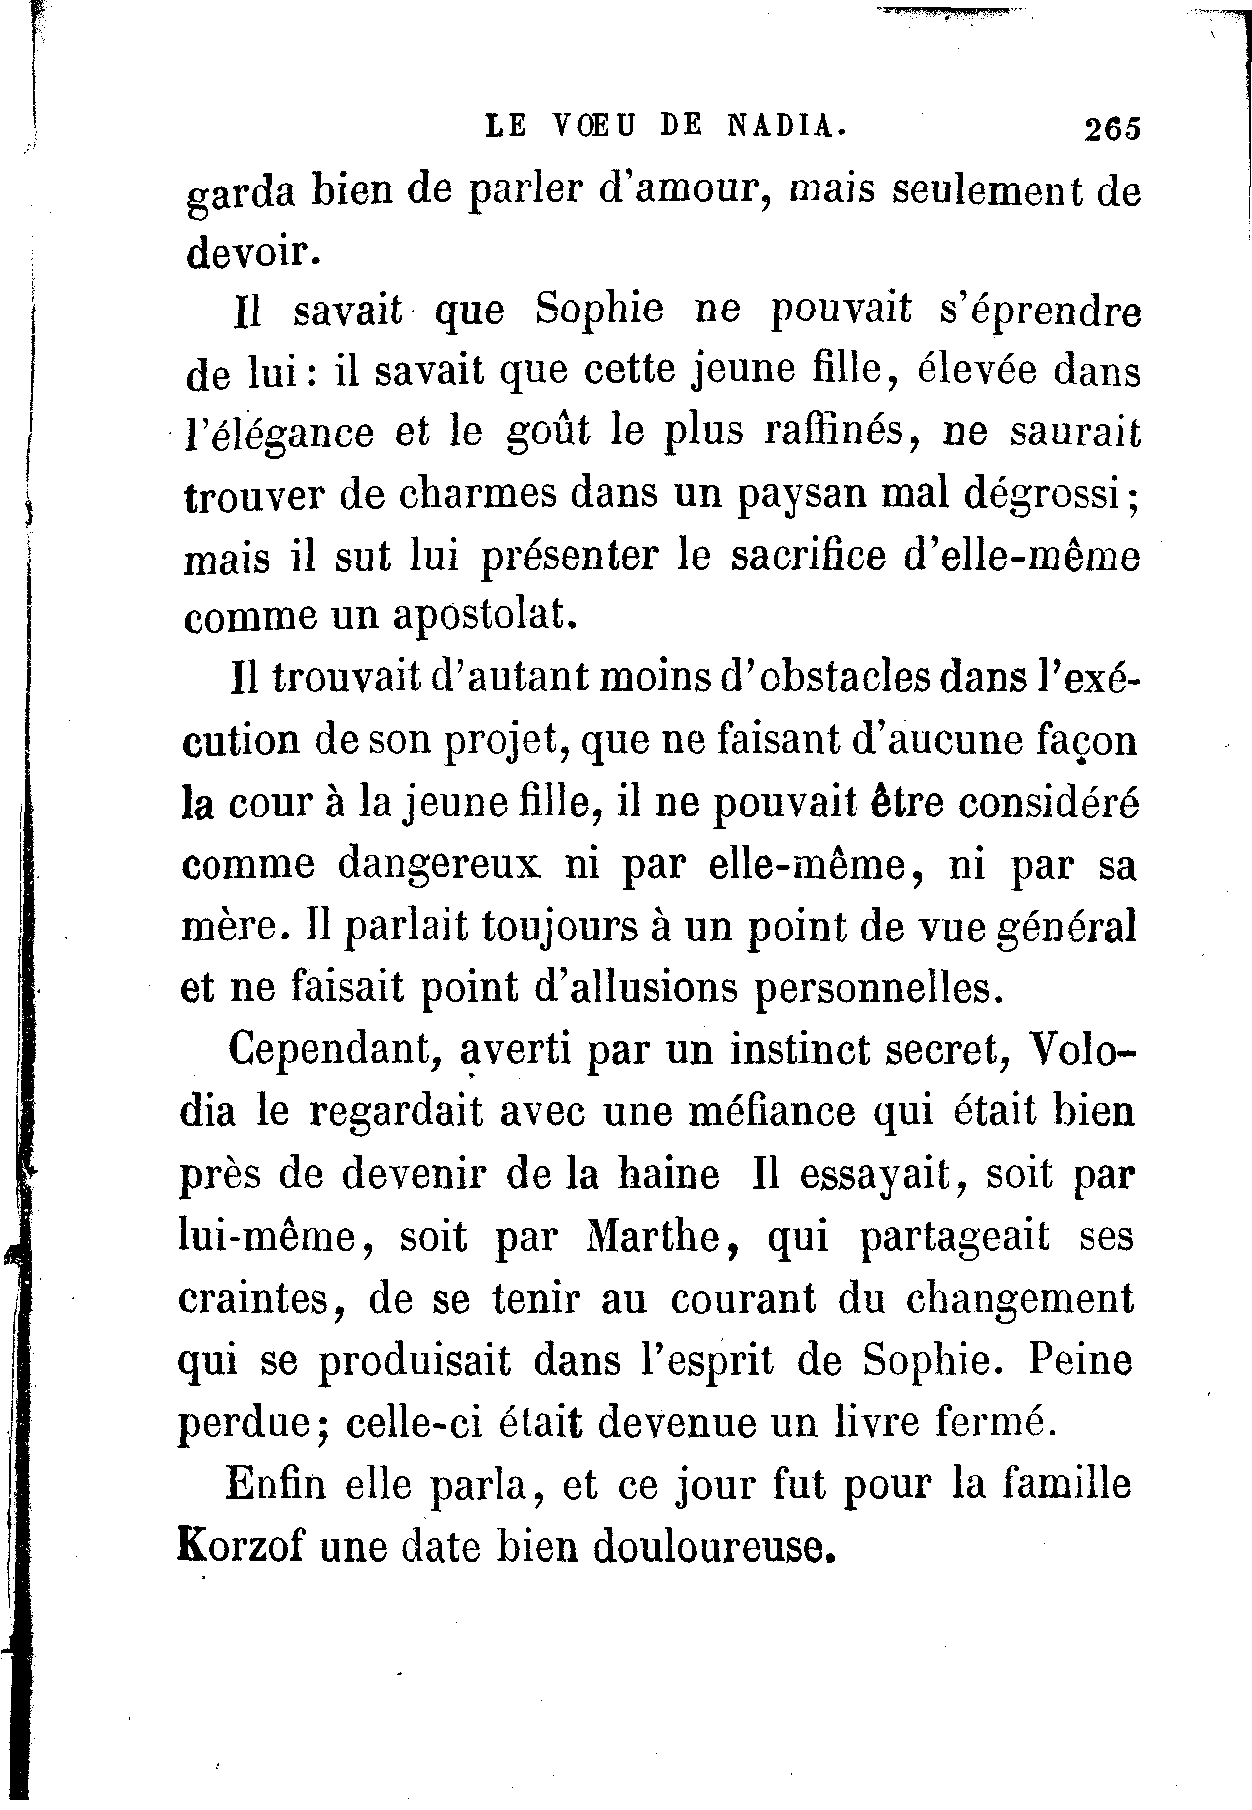 LE VŒU DE NADIA. 265
garda bien de parler d'amour, mais seulement de
devoir.
Il savait que Sophie ne pouvait s'éprendre
de lui : il savait que cette jeune fille, élevée dans
l'élégance et le goût le plus raffinés, ne saurait
trouver de charmes dans un paysan mal dégrossi ;
mais il sut lui présenter le sacrifice d'elle-même
comme un apostolat.
Il trouvait d'autant moins d'obstacles dans l'exé-
cution de son projet, que ne faisant d'aucune façon
la cour à la jeune fille, il ne pouvait être considéré
comme dangereux ni par elle-même, ni par sa
mère. Il parlait toujours à un point de vue général
et ne faisait point d'allusions personnelles.
Cependant, averti par un instinct secret, Volo-
dia le regardait avec une méfiance qui était bien
près de devenir de la haine Il essayait, soit par
lui-même, soit par Marthe, qui partageait ses
craintes, de se tenir au courant du changement
qui se produisait dans l'esprit de Sophie. Peine
perdue ; celle-ci était devenue un livre fermé.
Enfin elle parla, et ce jour fut pour la famille
Korzof une date bien douloureuse.